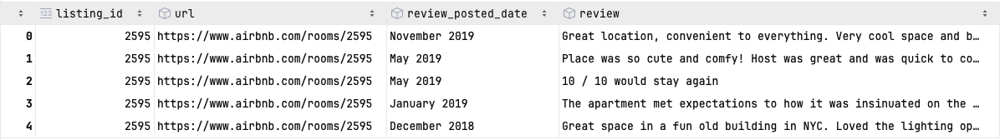 123 listing_id url review_posted_date review
0 2595 https://www.airbnb.com/rooms/2595 November 2019 Great location, convenient to everything. Very cool space and b…
1 2595 https://www.airbnb.com/rooms/2595 May 2019 Place was so cute and comfy! Host was great and was quick to co…
2 2595 https://www.airbnb.com/rooms/2595 May 2019 10 / 10 would stay again
3 2595 https://www.airbnb.com/rooms/2595 January 2019 The apartment met expectations to how it was insinuated on the …
4 2595 https://www.airbnb.com/rooms/2595 December 2018 Great space in a fun old building in NYC. Loved the lighting op…